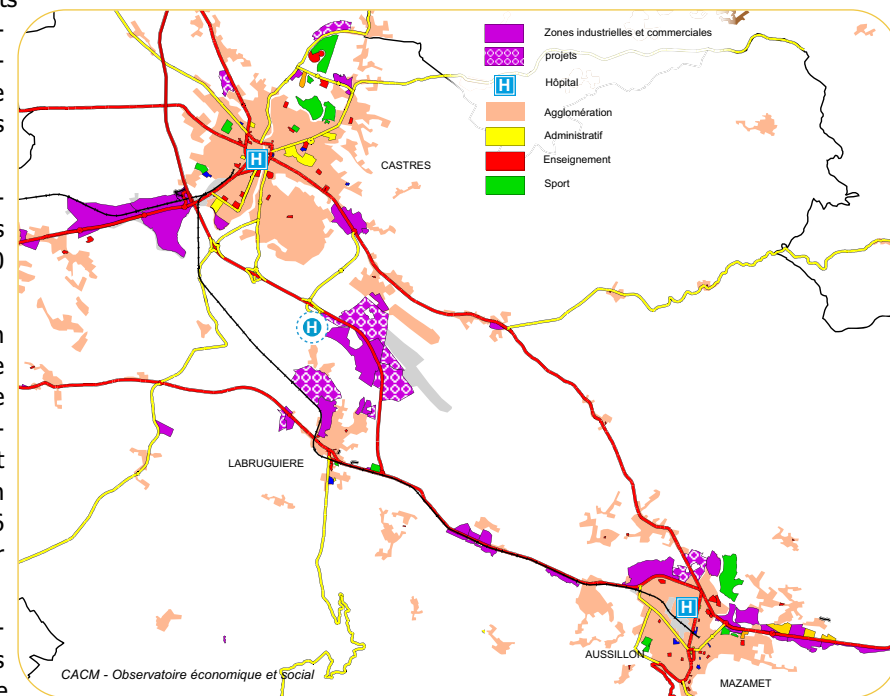 ts
e
s
Zones industrielles et commerciales
projets
H Hôpital
Agglomération
Administratif
Enseignement
Sport
H
CASTRES
s
)
H
n
e
LABRUGUIERE
t
n
H
AUSSILLON
MAZAMET
CACM - Observatoire économique et social
s
e